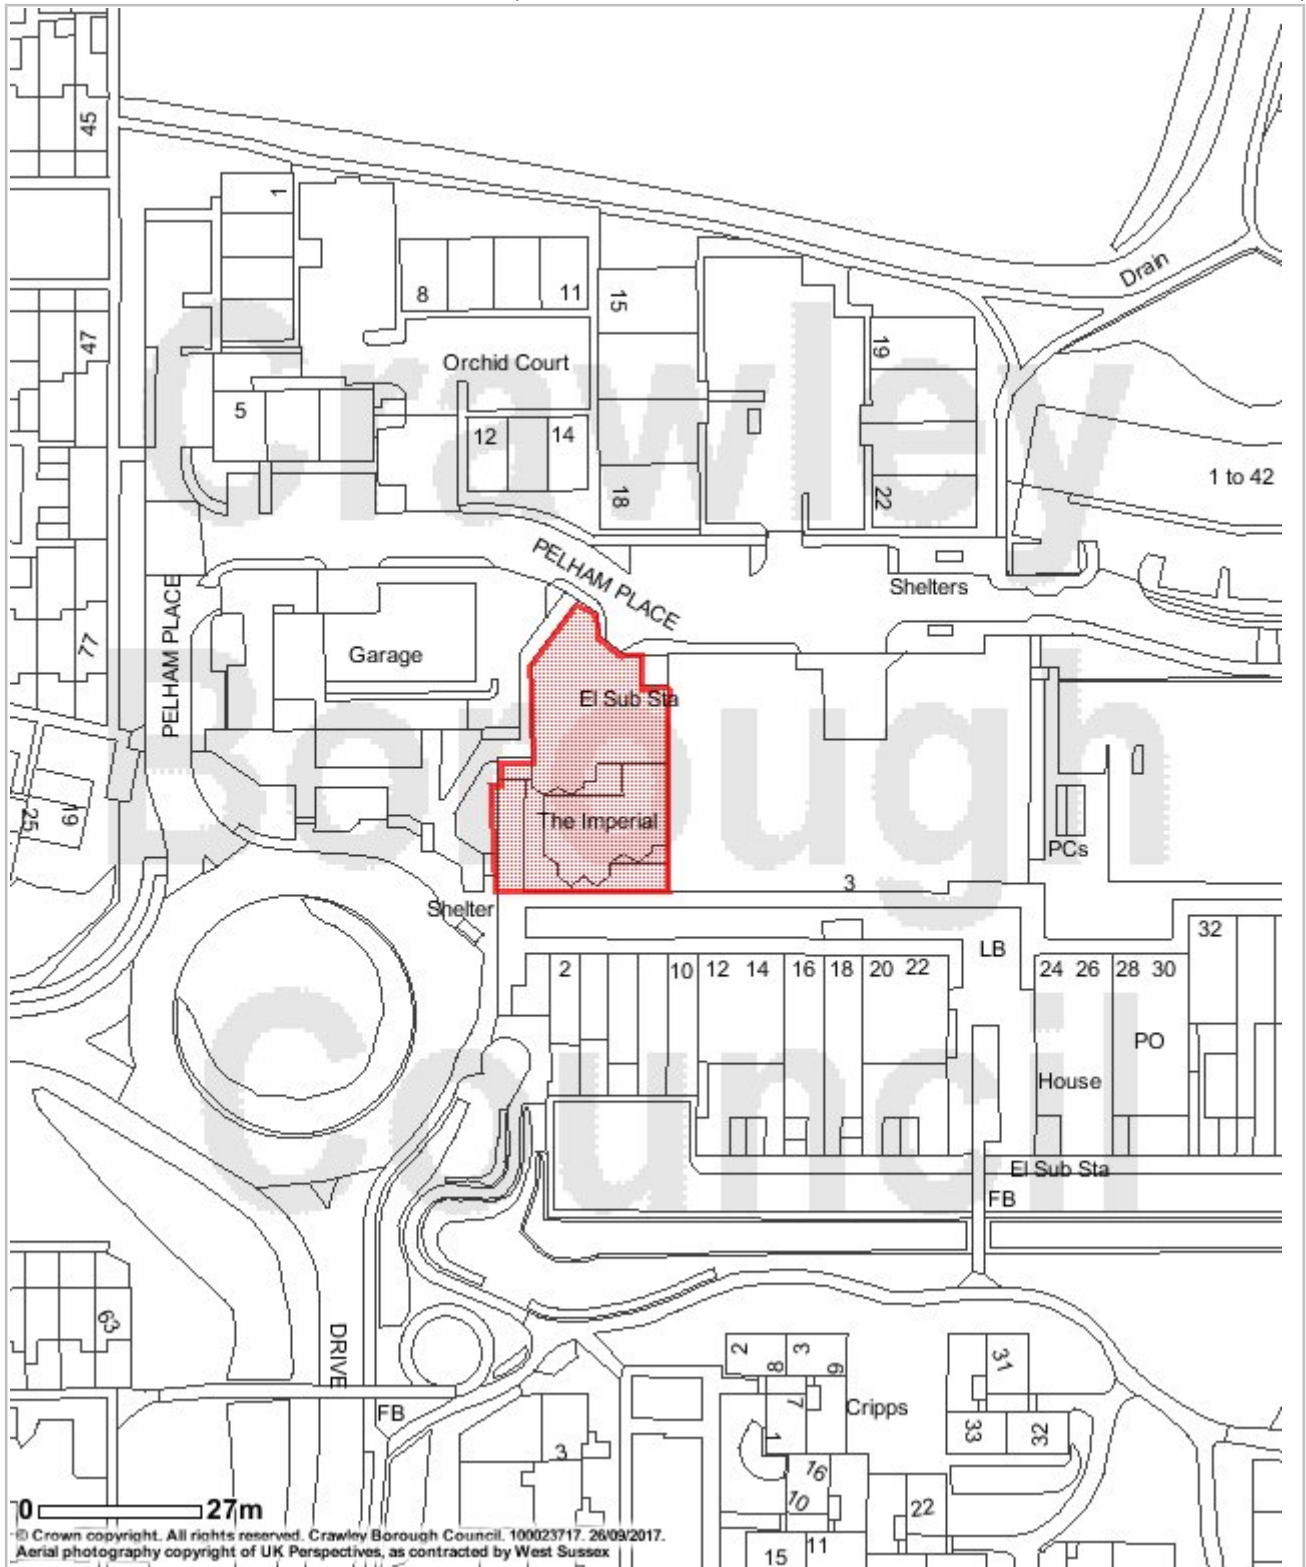 45
1
Drain
8
11
15
47
19
Orchid Court
5
12
14
1 to 42
18
22
PELHAM PLACE
Shelters
PELHAM PLACE
77
Garage
El Sub Sta
25
19
The Imperial
PCs
3
Shelter
32
LB
2
10
12
14
16
18
20
22
24
26
28
30
PO
House
El Sub Sta
FB
63
DRIVE
2
3
8
9
31
7
Cripps
FB
1
33
32
3
16
10
22
11
15
0
27m
© Crown copyright. All rights reserved. Crawley Borough Council. 100023717. 26/09/2017.
Aerial photography copyright of UK Perspectives, as contracted by West Sussex
Crawley
Borough
Council